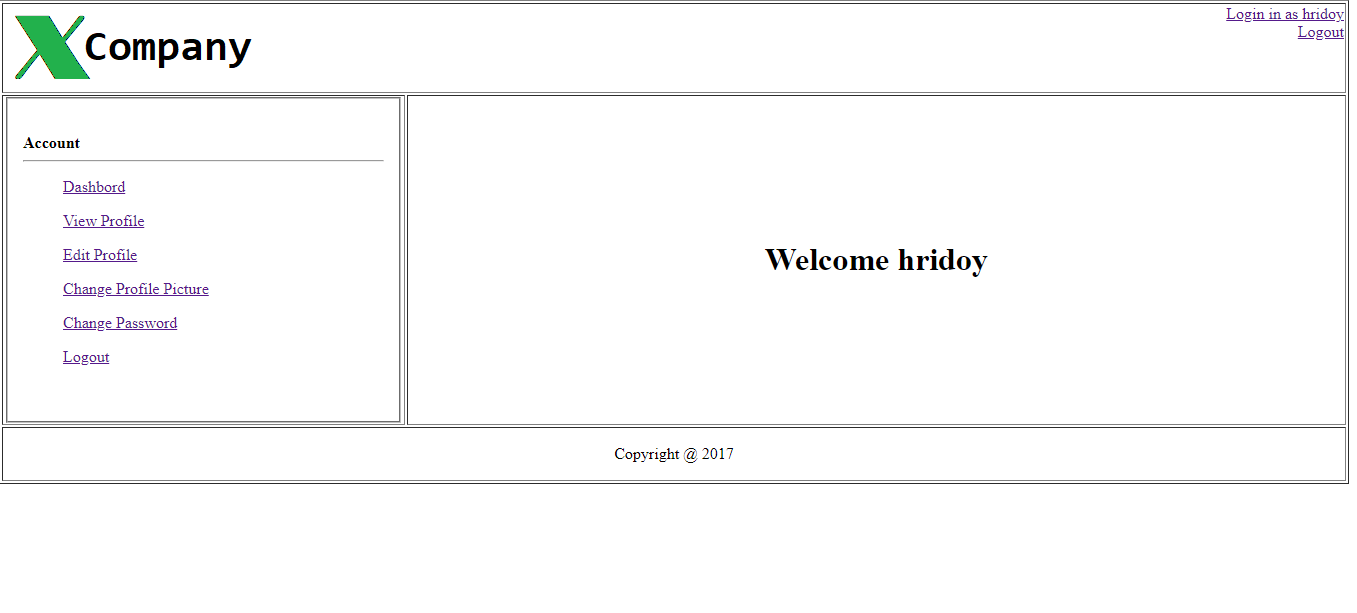 XCompany
Login in as hridoy
Logout
Account
Dashbord
View Profile
Edit Profile
Change Profile Picture
Change Password
Logout
Welcome hridoy
Copyright @ 2017